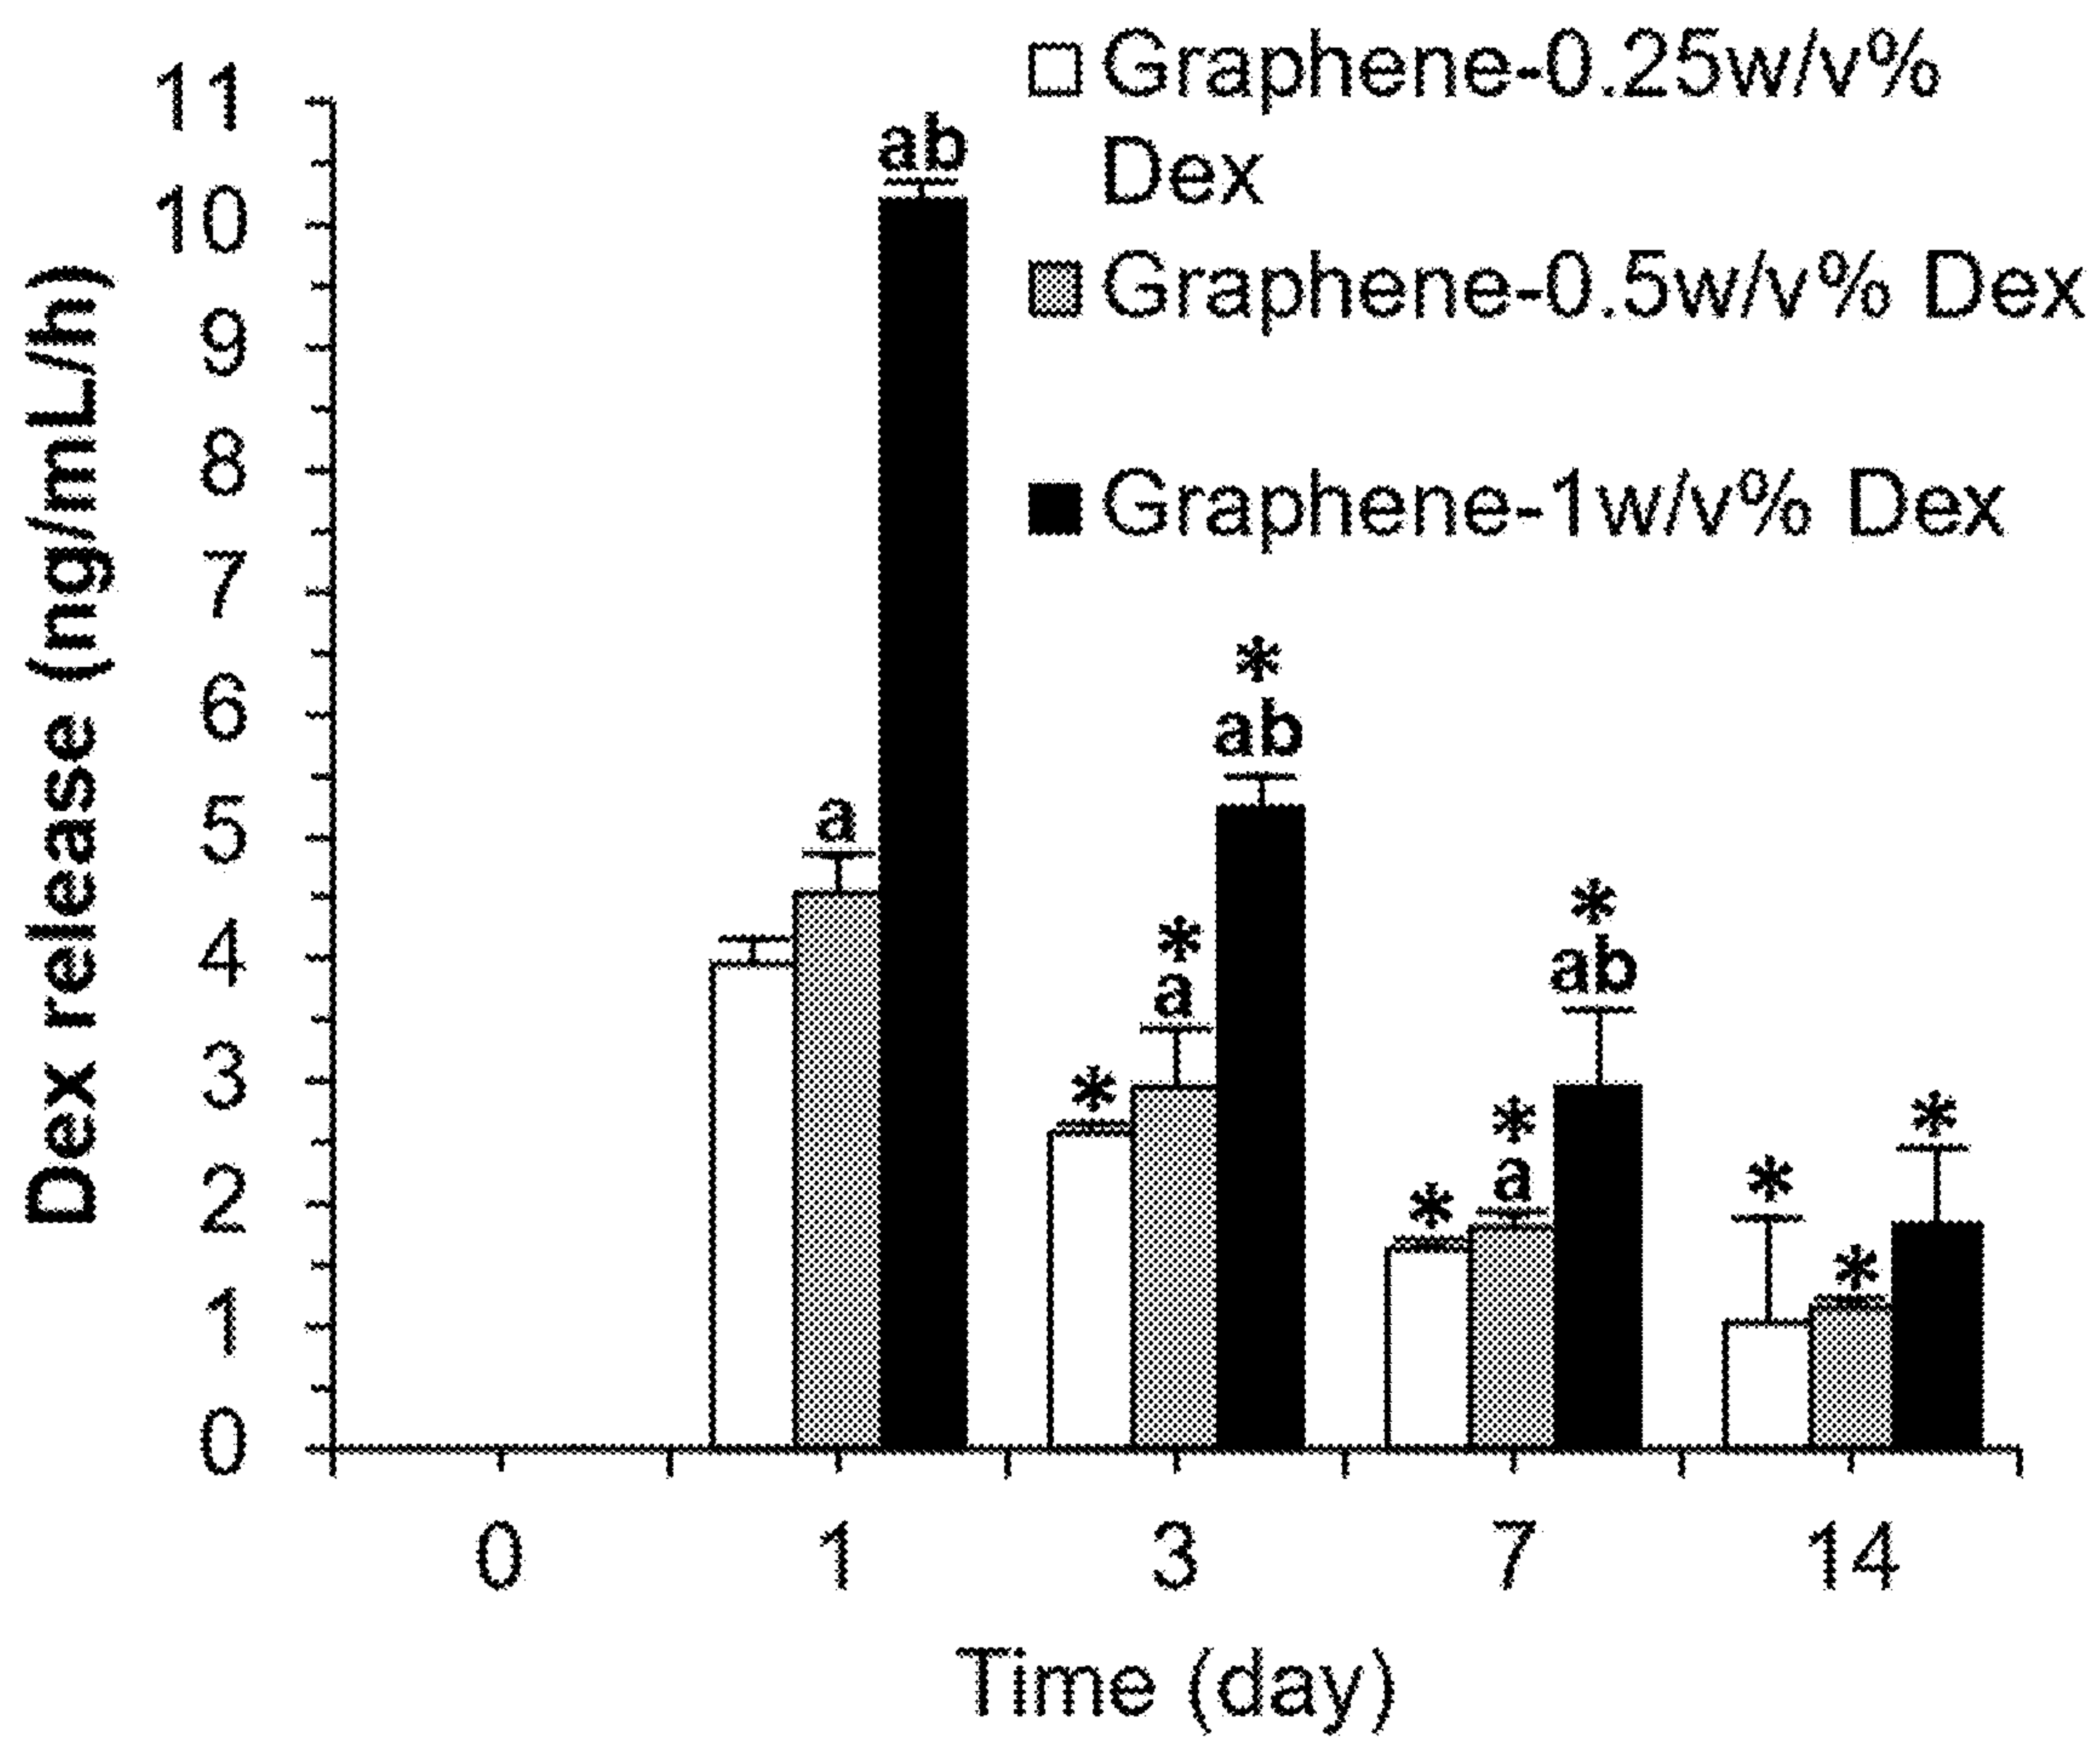 Graphene-0.25w/v%
Dex
Graphene-0.5w/v% Dex
Graphene-1w/v% Dex
Dex release (ng/mL/h)
11
10
9
8
7
6
5
4
3
2
1
0
a
ab
*
*
a
*
ab
*
*
a
*
ab
*
*
*
0 1 3 7 14
Time (day)